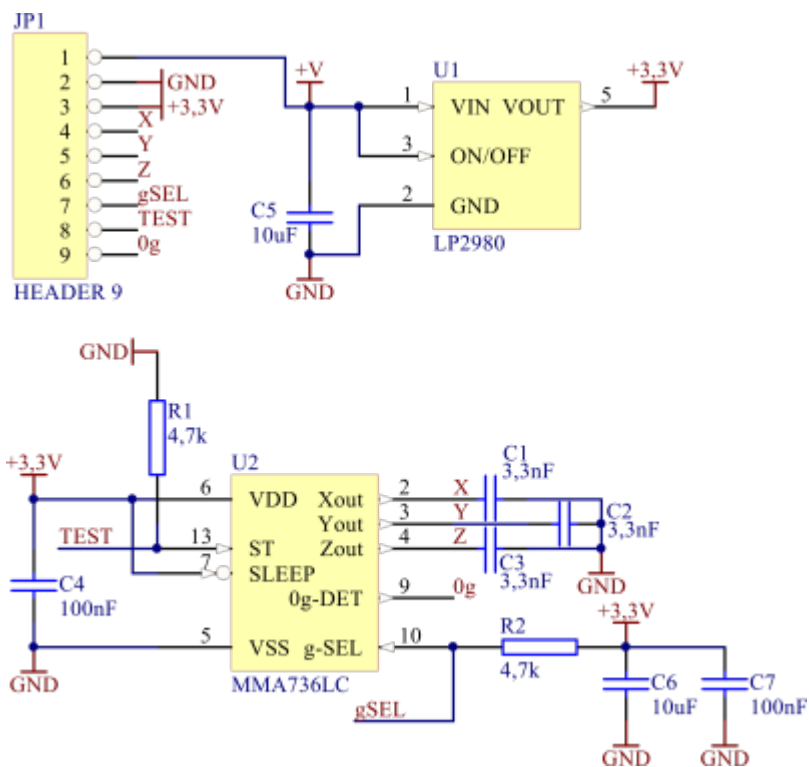 JP1
1
2 GND
3 +3,3V
4 X
5 Y
6 Z
7 gSEL
8 TEST
9 0g
HEADER 9
+V
C5
10uF
GND
U1
1 VIN VOUT 5 +3,3V
3 ON/OFF
2 GND
LP2980
GND
R1
4,7k
+3,3V
TEST
C4
100nF
GND
U2
6 VDD Xout 2 X
Yout 3 Y
13 ST Zout 4 Z
7 SLEEP
0g-DET 9 0g
5 VSS g-SEL 10
MMA736LC
gSEL
C1
3,3nF
C2
3,3nF
C3
3,3nF
GND
R2
4,7k
+3,3V
C6
10uF
C7
100nF
GND
GND